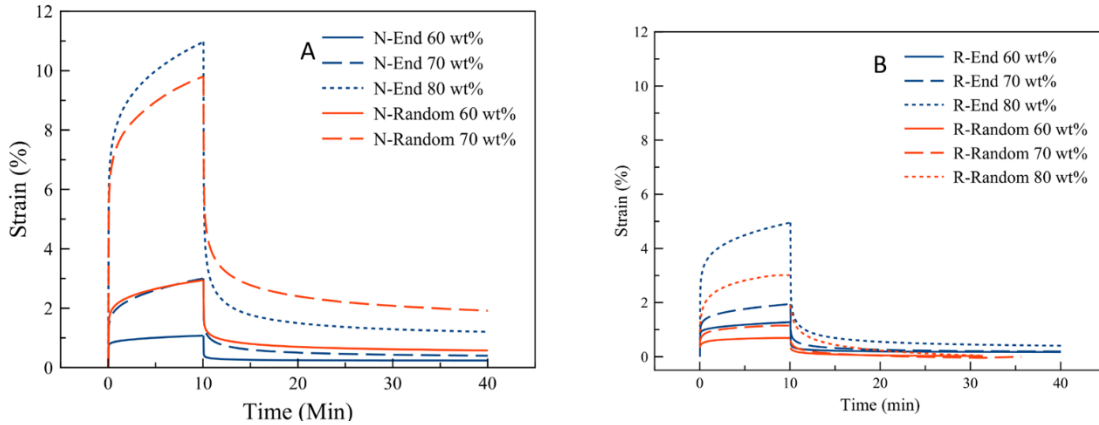 A
N-End 60 wt%
N-End 70 wt%
N-End 80 wt%
N-Random 60 wt%
N-Random 70 wt%
12
10
8
6
4
2
0
Strain (%)
0
10
20
30
40
Time (Min)
B
R-End 60 wt%
R-End 70 wt%
R-End 80 wt%
R-Random 60 wt%
R-Random 70 wt%
R-Random 80 wt%
12
10
8
6
4
2
0
Strain (%)
0
10
20
30
40
Time (min)